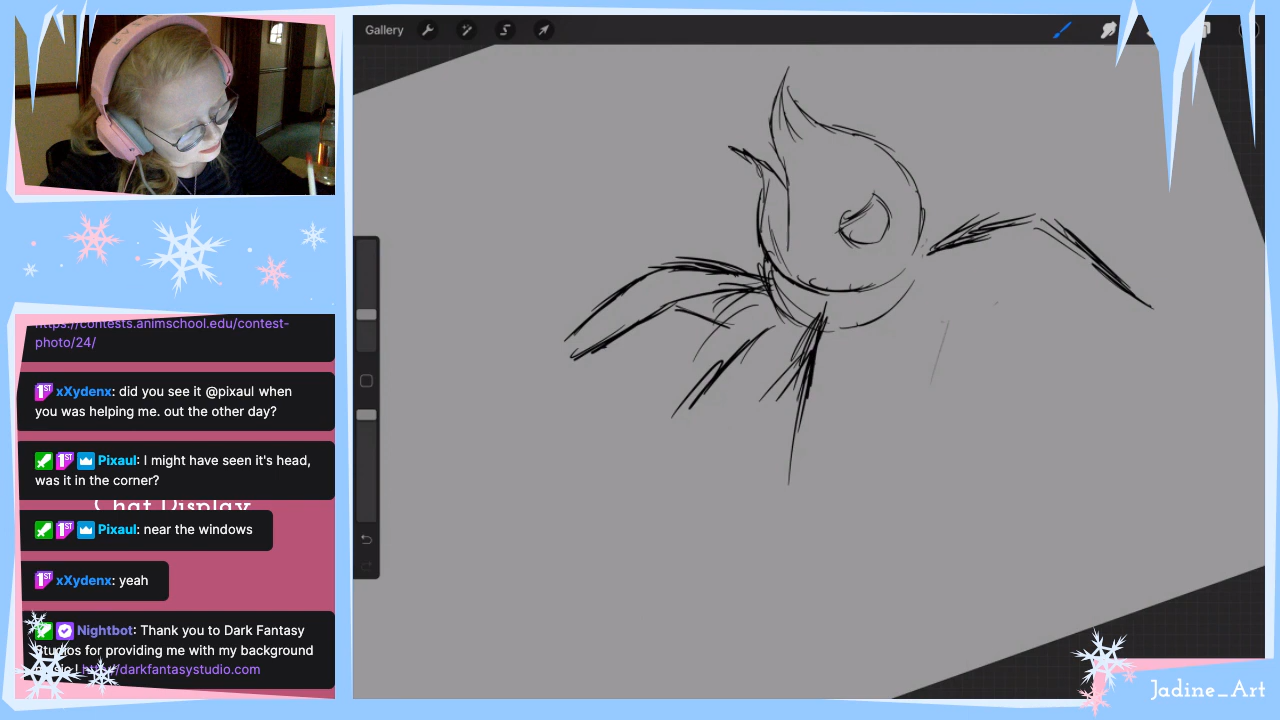 Gallery
https://contests.animschool.edu/contest-
photo/24/
xXydenx: did you see it @pixaul when
you was helping me. out the other day?
Pixaul: I might have seen it's head,
was it in the corner?
Chat Display
Pixaul: near the windows
xXydenx: yeah
Nightbot: Thank you to Dark Fantasy
Studios for providing me with my background
darkfantasystudio.com
Jadine_Art